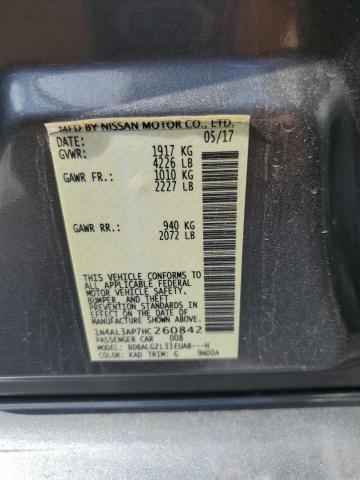 MFD BY NISSAN MOTOR CO., LTD.
DATE: 05/17
GVWR: 1917 KG
4226 LB
GAWR FR.: 1010 KG
2227 LB
GAWR RR.: 940 KG
2072 LB
THIS VEHICLE CONFORMS TO
ALL APPLICABLE FEDERAL
MOTOR VEHICLE SAFETY,
BUMPER, AND THEFT
PREVENTION STANDARDS IN
EFFECT ON THE DATE OF
MANUFACTURE SHOWN ABOVE.
1N4AL3AP7HC260842
PASSENGER CAR 008
MODEL: BDBALGZL33EUAB---H
COLOR: KAD TRIM: G 9N00A